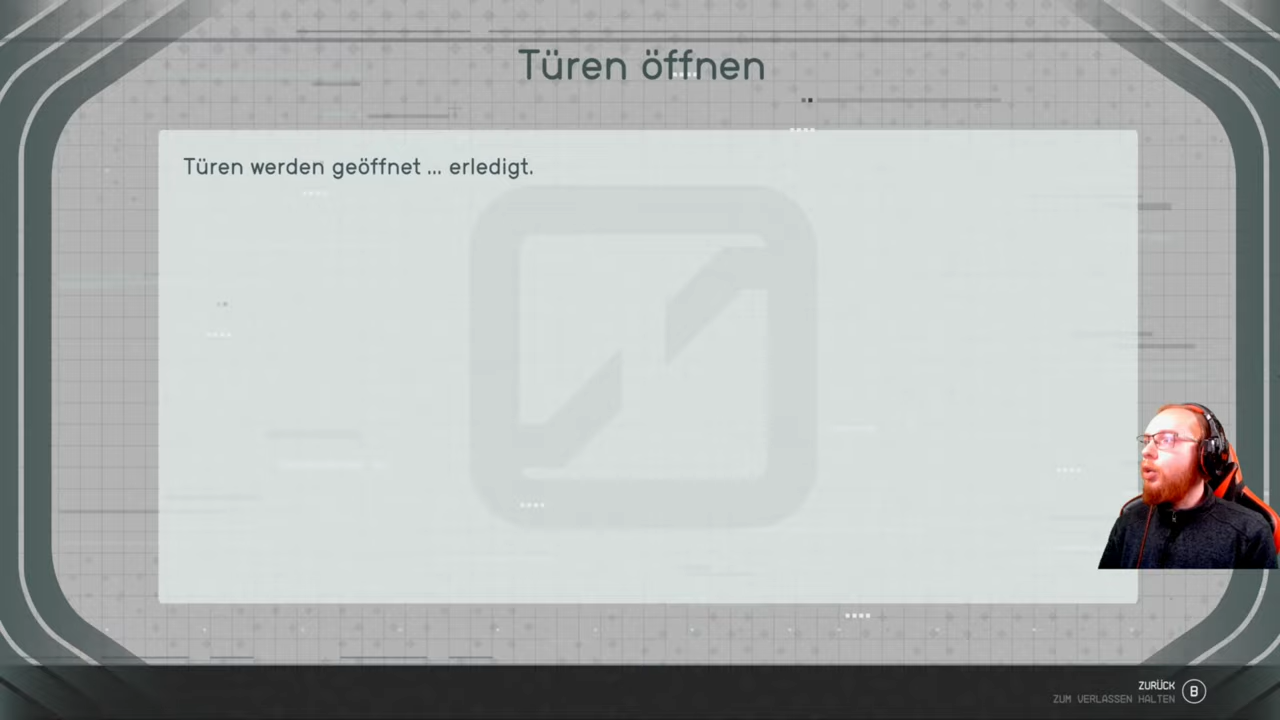 Türen öffnen
Türen werden geöffnet ... erledigt.
ZURÜCK
ZUM VERLASSEN HALTEN
B